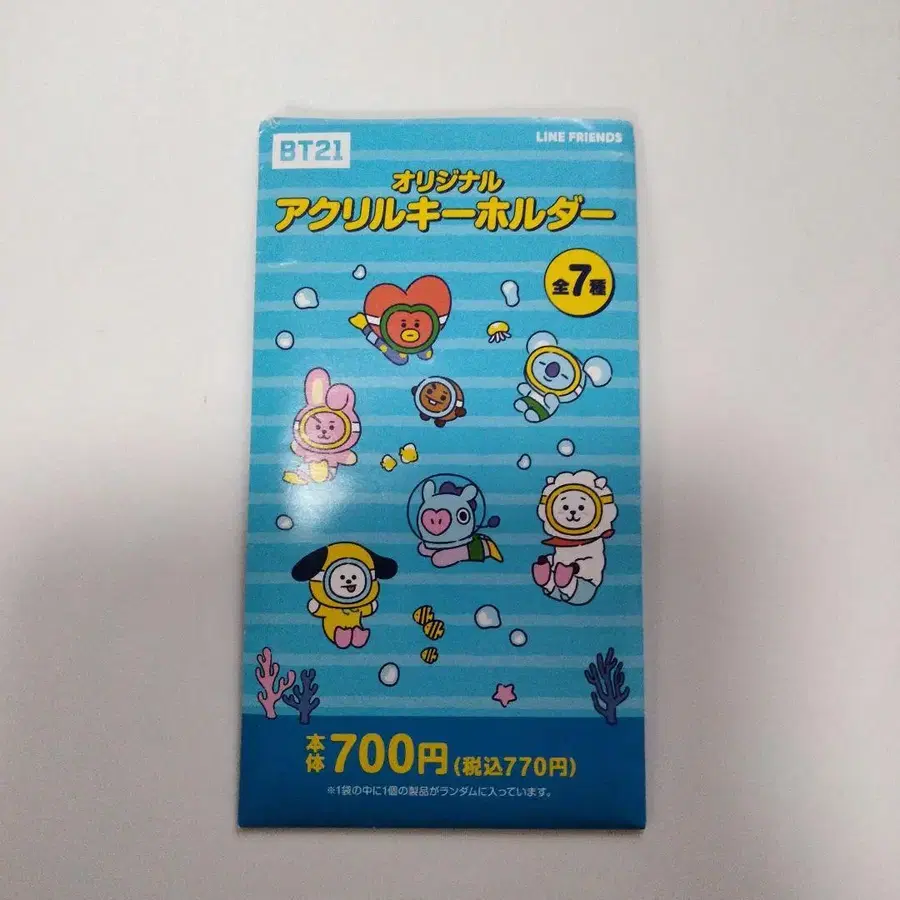 BT21
LINE FRIENDS
オリジナル
アクリルキーホルダー
全7種
本体700円(税込770円)
※1袋の中に1個の製品がランダムに入っています。